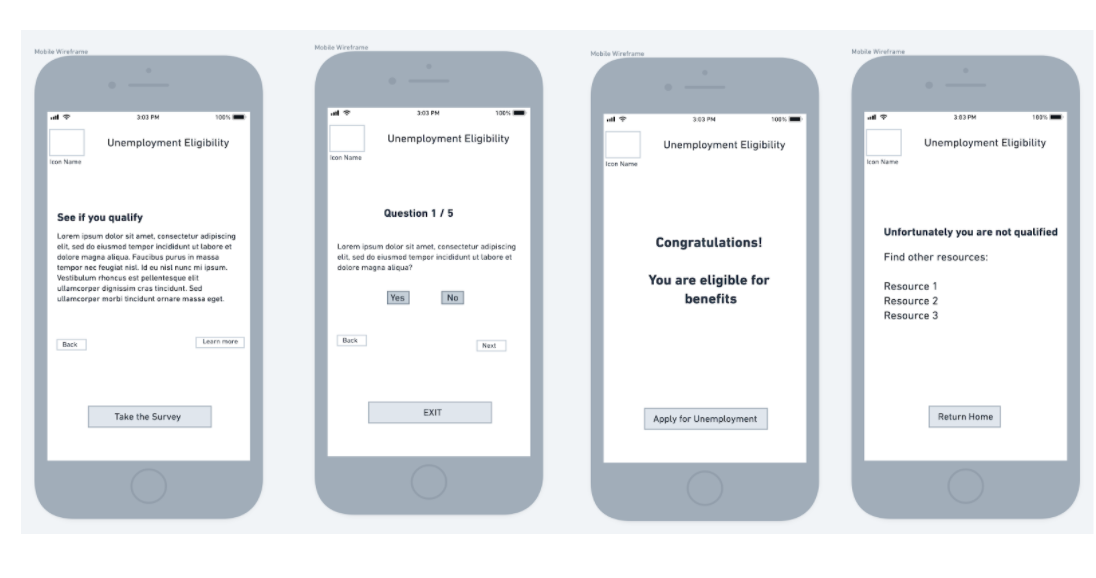 Mobile Wireframe
3:03 PM
100%
Unemployment Eligibility
Icon Name
See if you qualify
Lorem ipsum dolor sit amet, consectetur adipiscing
elit, sed do eiusmod tempor incididunt ut labore et
dolore magna aliqua. Faucibus purus in massa
tempor nec feugiat nisl. Id eu nisl nunc mi ipsum.
Vestibulum rhoncus est pellentesque elit
ullamcorper dignissim cras tincidunt. Sed
ullamcorper morbi tincidunt ornare massa eget.
Back
Learn more
Take the Survey
Mobile Wireframe
3:03 PM
100%
Unemployment Eligibility
Icon Name
Question 1 / 5
Lorem ipsum dolor sit amet, consectetur adipiscing
elit, sed do eiusmod tempor incididunt ut labore et
dolore magna aliqua?
Yes
No
Back
Next
EXIT
Mobile Wireframe
3:03 PM
100%
Unemployment Eligibility
Icon Name
Congratulations!
You are eligible for
benefits
Apply for Unemployment
Mobile Wireframe
3:03 PM
100%
Unemployment Eligibility
Icon Name
Unfortunately you are not qualified
Find other resources:
Resource 1
Resource 2
Resource 3
Return Home